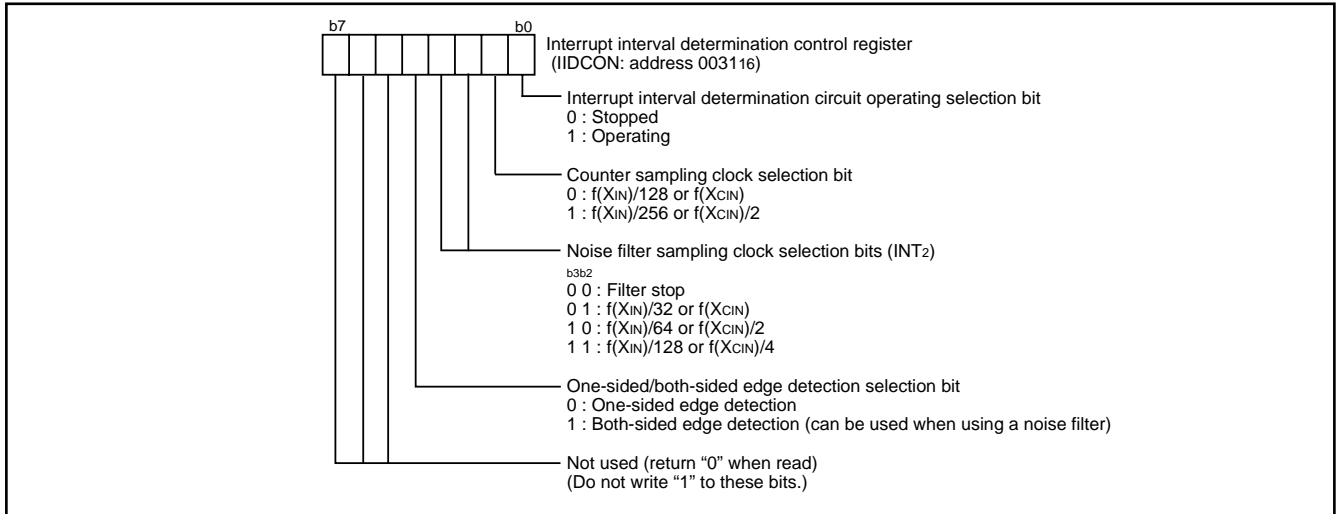 b7 b0
Interrupt interval determination control register
(IIDCON: address 003116)
Interrupt interval determination circuit operating selection bit
0 : Stopped
1 : Operating
Counter sampling clock selection bit
0 : f(XIN)/128 or f(XCIN)
1 : f(XIN)/256 or f(XCIN)/2
Noise filter sampling clock selection bits (INT2)
b3b2
0 0 : Filter stop
0 1 : f(XIN)/32 or f(XCIN)
1 0 : f(XIN)/64 or f(XCIN)/2
1 1 : f(XIN)/128 or f(XCIN)/4
One-sided/both-sided edge detection selection bit
0 : One-sided edge detection
1 : Both-sided edge detection (can be used when using a noise filter)
Not used (return “0” when read)
(Do not write “1” to these bits.)